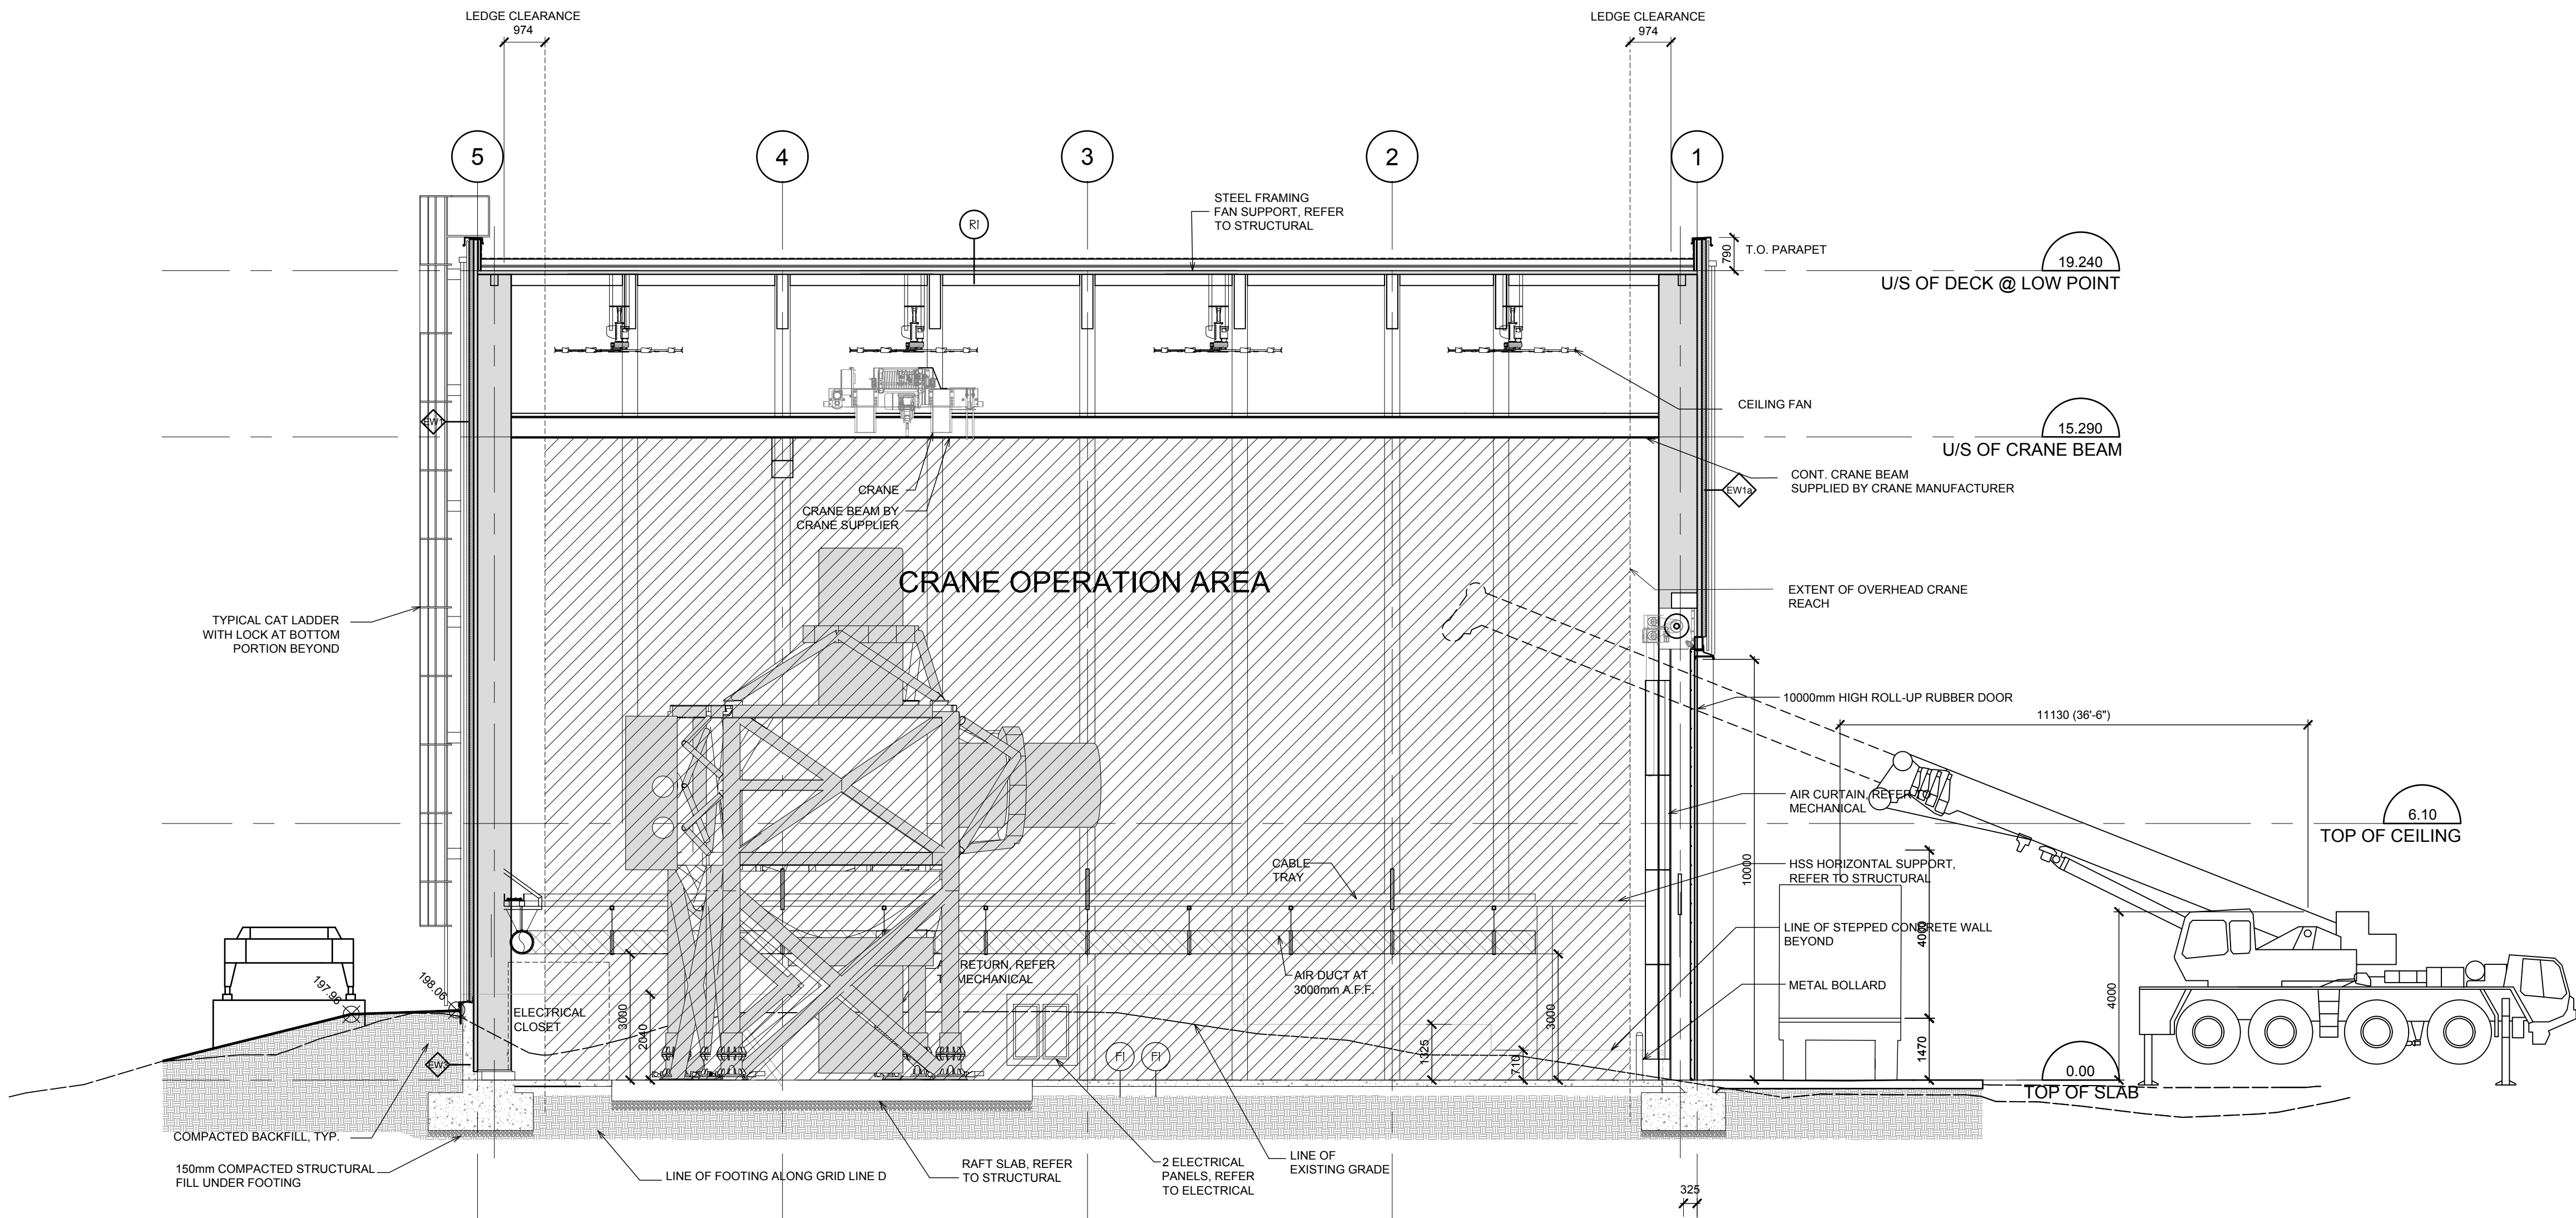 LEDGE CLEARANCE
974
LEDGE CLEARANCE
974
5
4
3
2
1
STEEL FRAMING
FAN SUPPORT, REFER
TO STRUCTURAL
R1
790
T.O. PARAPET
19.240
U/S OF DECK @ LOW POINT
CEILING FAN
15.290
U/S OF CRANE BEAM
EW1
CONT. CRANE BEAM
SUPPLIED BY CRANE MANUFACTURER
EW1a
CRANE
CRANE BEAM BY
CRANE SUPPLIER
CRANE OPERATION AREA
EXTENT OF OVERHEAD CRANE
REACH
TYPICAL CAT LADDER
WITH LOCK AT BOTTOM
PORTION BEYOND
10000mm HIGH ROLL-UP RUBBER DOOR
11130 (36'-6")
AIR CURTAIN, REFER TO
MECHANICAL
6.10
TOP OF CEILING
CABLE
TRAY
10000
HSS HORIZONTAL SUPPORT,
REFER TO STRUCTURAL
4000
LINE OF STEPPED CONCRETE WALL
BEYOND
RETURN, REFER
MECHANICAL
AIR DUCT AT
3000mm A.F.F.
METAL BOLLARD
4000
197.96
198.06
ELECTRICAL
CLOSET
3000
2040
3000
1325
710
1470
F1
F1
EW3
0.00
TOP OF SLAB
COMPACTED BACKFILL, TYP.
150mm COMPACTED STRUCTURAL
FILL UNDER FOOTING
LINE OF FOOTING ALONG GRID LINE D
RAFT SLAB, REFER
TO STRUCTURAL
2 ELECTRICAL
PANELS, REFER
TO ELECTRICAL
LINE OF
EXISTING GRADE
325